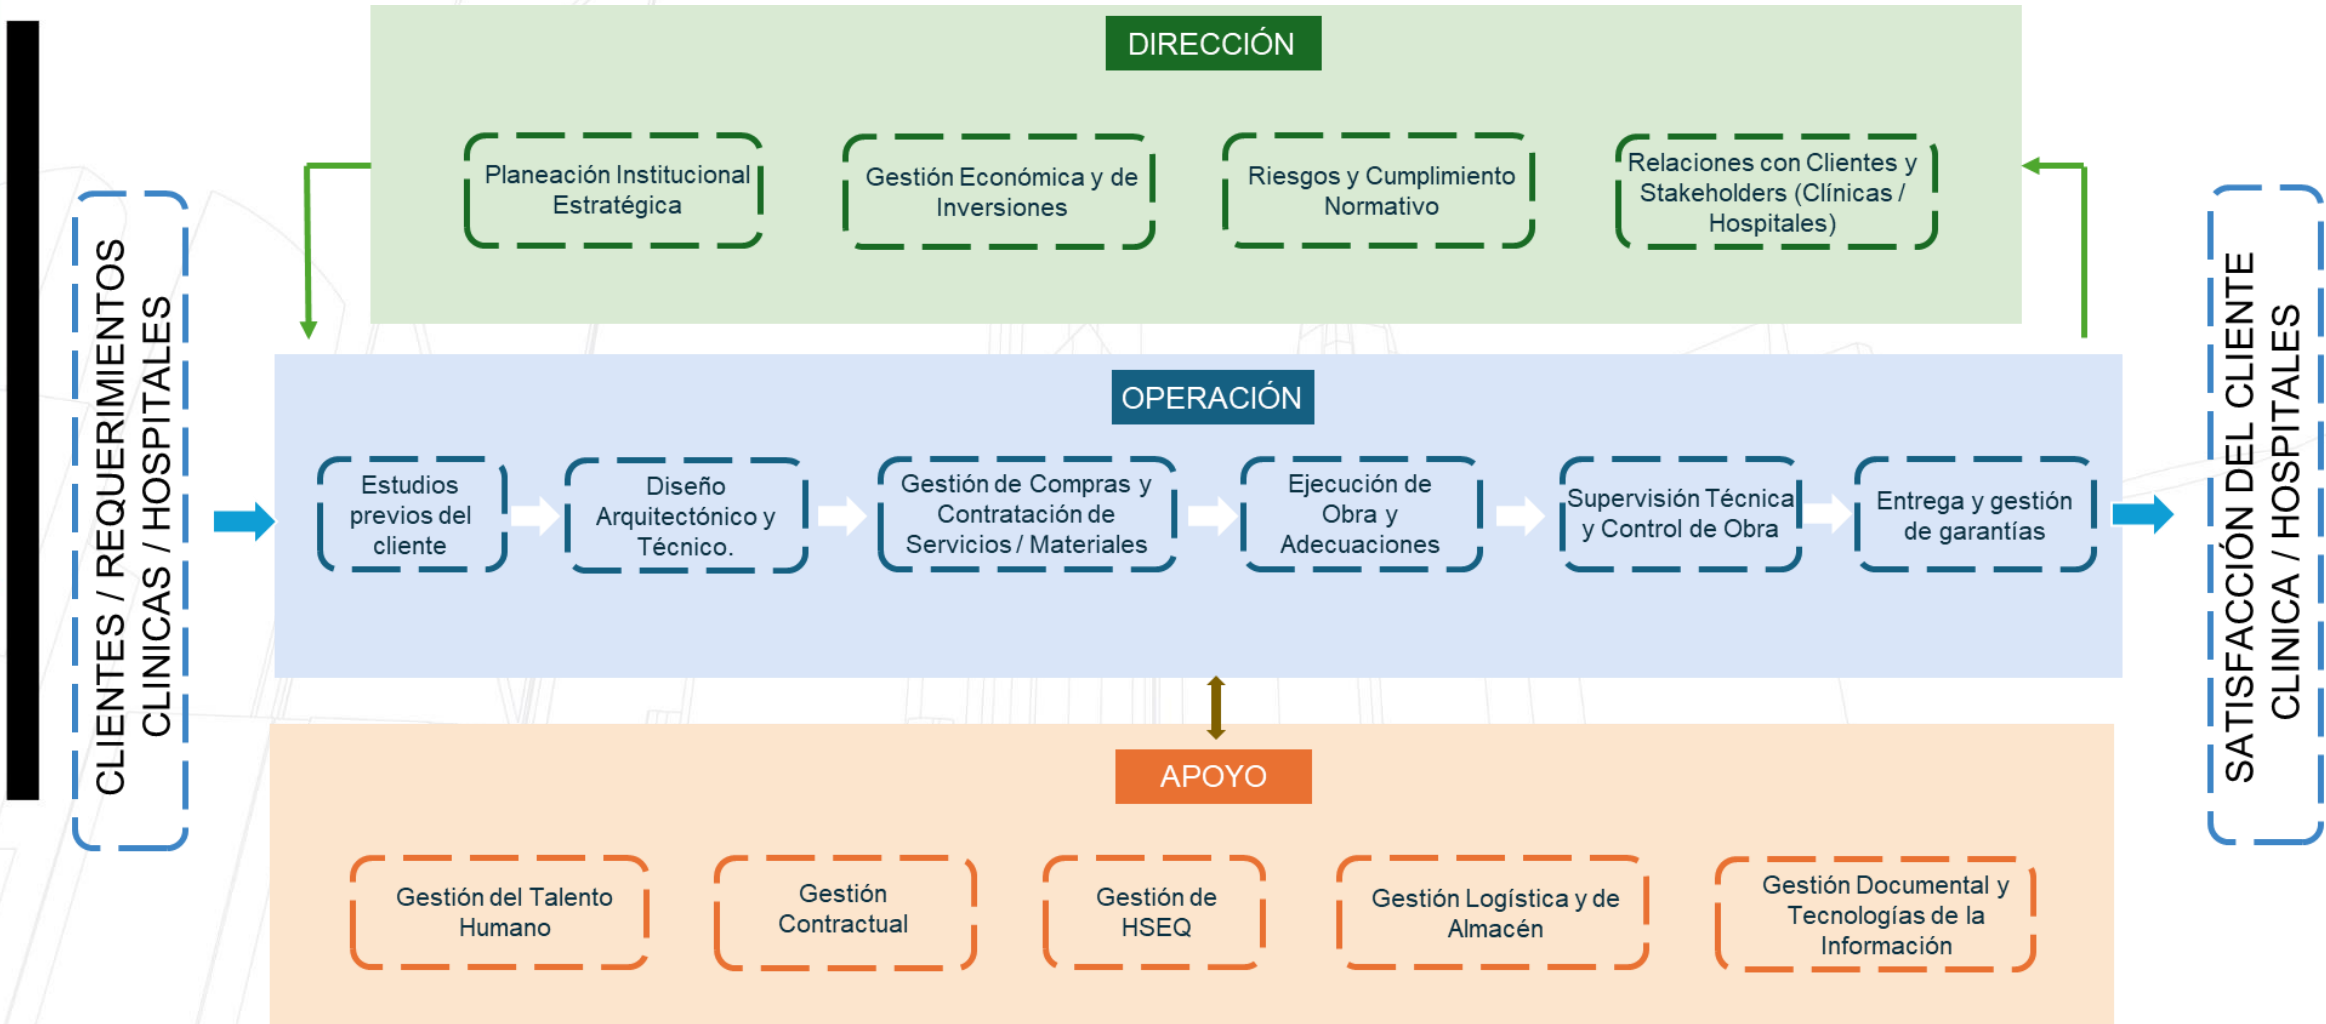 DIRECCIÓN
Planeación Institucional
Estratégica
Gestión Económica y de
Inversiones
Riesgos y Cumplimiento
Normativo
Relaciones con Clientes y
Stakeholders (Clínicas /
Hospitales)
CLIENTES / REQUERIMIENTOS
CLINICAS / HOSPITALES
OPERACIÓN
Estudios
previos del
cliente
Diseño
Arquitectónico y
Técnico.
Gestión de Compras y
Contratación de
Servicios / Materiales
Ejecución de
Obra y
Adecuaciones
Supervisión Técnica
y Control de Obra
Entrega y gestión
de garantías
SATISFACCIÓN DEL CLIENTE
CLINICA / HOSPITALES
APOYO
Gestión del Talento
Humano
Gestión
Contractual
Gestión de
HSEQ
Gestión Logística y de
Almacén
Gestión Documental y
Tecnologías de la
Información